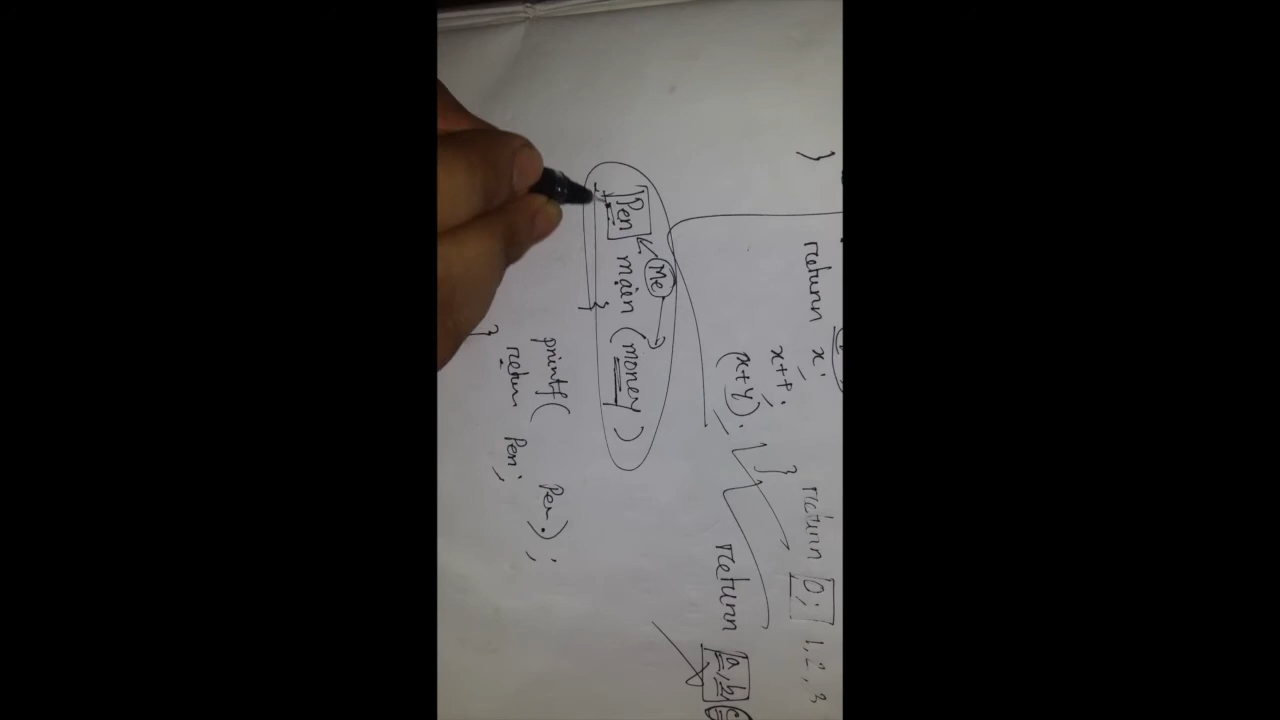 }
return x;
return 0; 1, 2, 3
x++;
}
(x+y);
return a, b, c
Me
Pen main (money)
}
printf( Pen.);
return Pen;
}